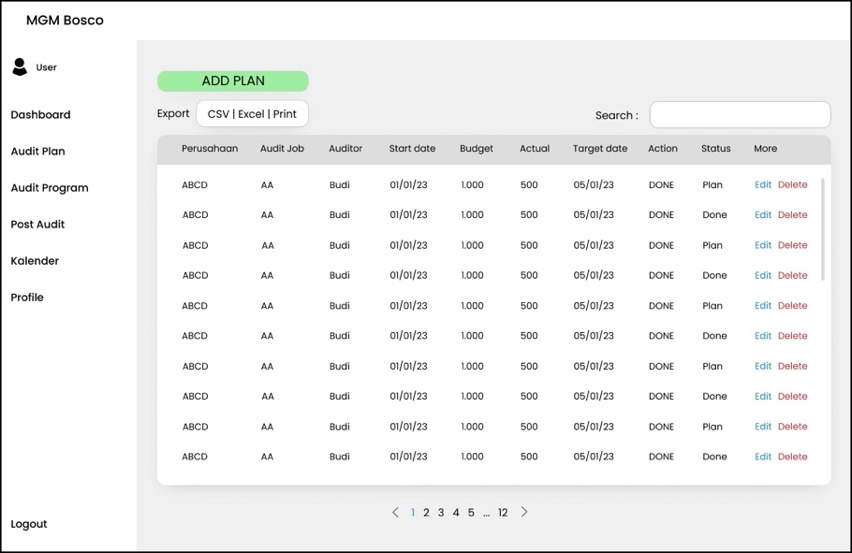 MGM Bosco
User
Dashboard
Audit Plan
Audit Program
Post Audit
Kalender
Profile
Logout
ADD PLAN
Export CSV | Excel | Print Search :
Perusahaan Audit Job Auditor Start date Budget Actual Target date Action Status More
ABCD AA Budi 01/01/23 1.000 500 05/01/23 DONE Plan Edit Delete
ABCD AA Budi 01/01/23 1.000 500 05/01/23 DONE Done Edit Delete
ABCD AA Budi 01/01/23 1.000 500 05/01/23 DONE Plan Edit Delete
ABCD AA Budi 01/01/23 1.000 500 05/01/23 DONE Done Edit Delete
ABCD AA Budi 01/01/23 1.000 500 05/01/23 DONE Plan Edit Delete
ABCD AA Budi 01/01/23 1.000 500 05/01/23 DONE Done Edit Delete
ABCD AA Budi 01/01/23 1.000 500 05/01/23 DONE Plan Edit Delete
ABCD AA Budi 01/01/23 1.000 500 05/01/23 DONE Done Edit Delete
ABCD AA Budi 01/01/23 1.000 500 05/01/23 DONE Plan Edit Delete
ABCD AA Budi 01/01/23 1.000 500 05/01/23 DONE Done Edit Delete
< 1 2 3 4 5 ... 12 >